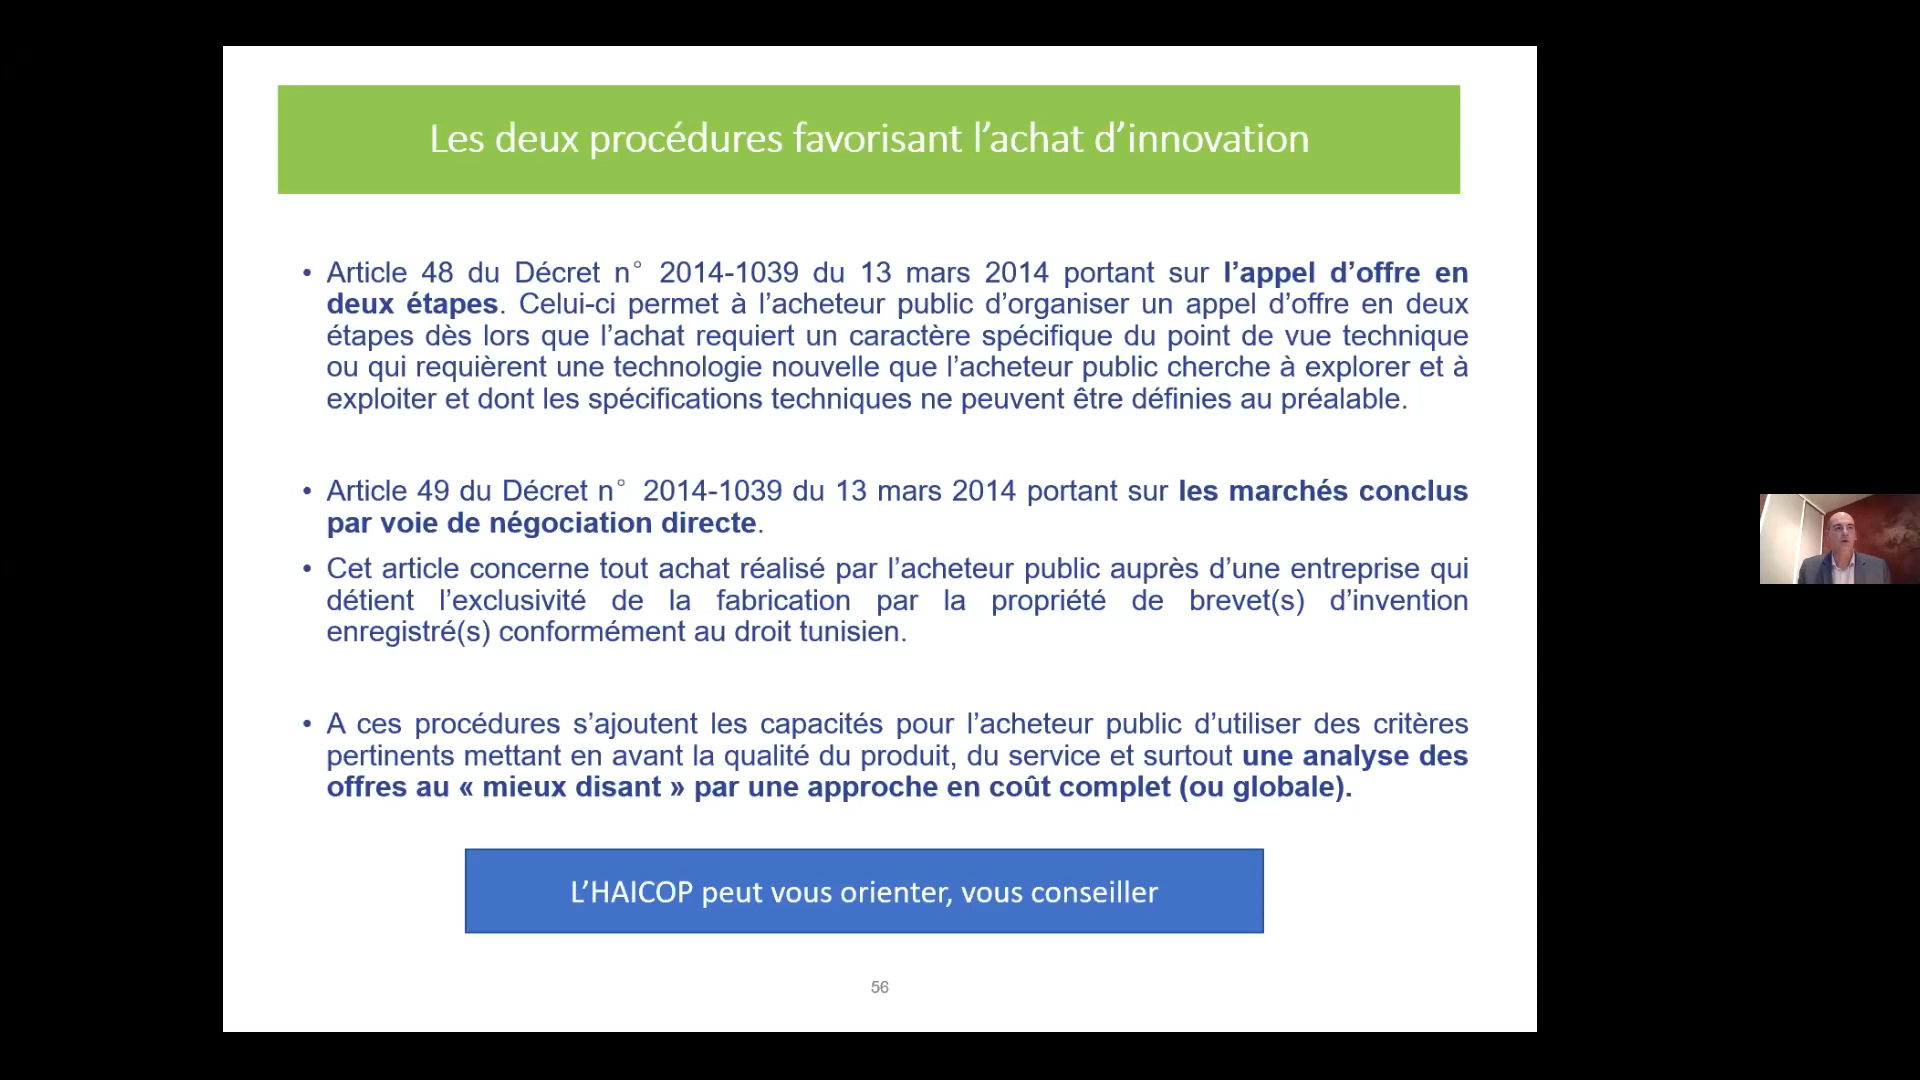 Les deux procédures favorisant l’achat d’innovation
• Article 48 du Décret n° 2014-1039 du 13 mars 2014 portant sur l’appel d’offre en
deux étapes. Celui-ci permet à l’acheteur public d’organiser un appel d’offre en deux
étapes dès lors que l’achat requiert un caractère spécifique du point de vue technique
ou qui requièrent une technologie nouvelle que l’acheteur public cherche à explorer et à
exploiter et dont les spécifications techniques ne peuvent être définies au préalable.
• Article 49 du Décret n° 2014-1039 du 13 mars 2014 portant sur les marchés conclus
par voie de négociation directe.
• Cet article concerne tout achat réalisé par l’acheteur public auprès d’une entreprise qui
détient l’exclusivité de la fabrication par la propriété de brevet(s) d’invention
enregistré(s) conformément au droit tunisien.
• A ces procédures s’ajoutent les capacités pour l’acheteur public d’utiliser des critères
pertinents mettant en avant la qualité du produit, du service et surtout une analyse des
offres au « mieux disant » par une approche en coût complet (ou globale).
L’HAICOP peut vous orienter, vous conseiller
56